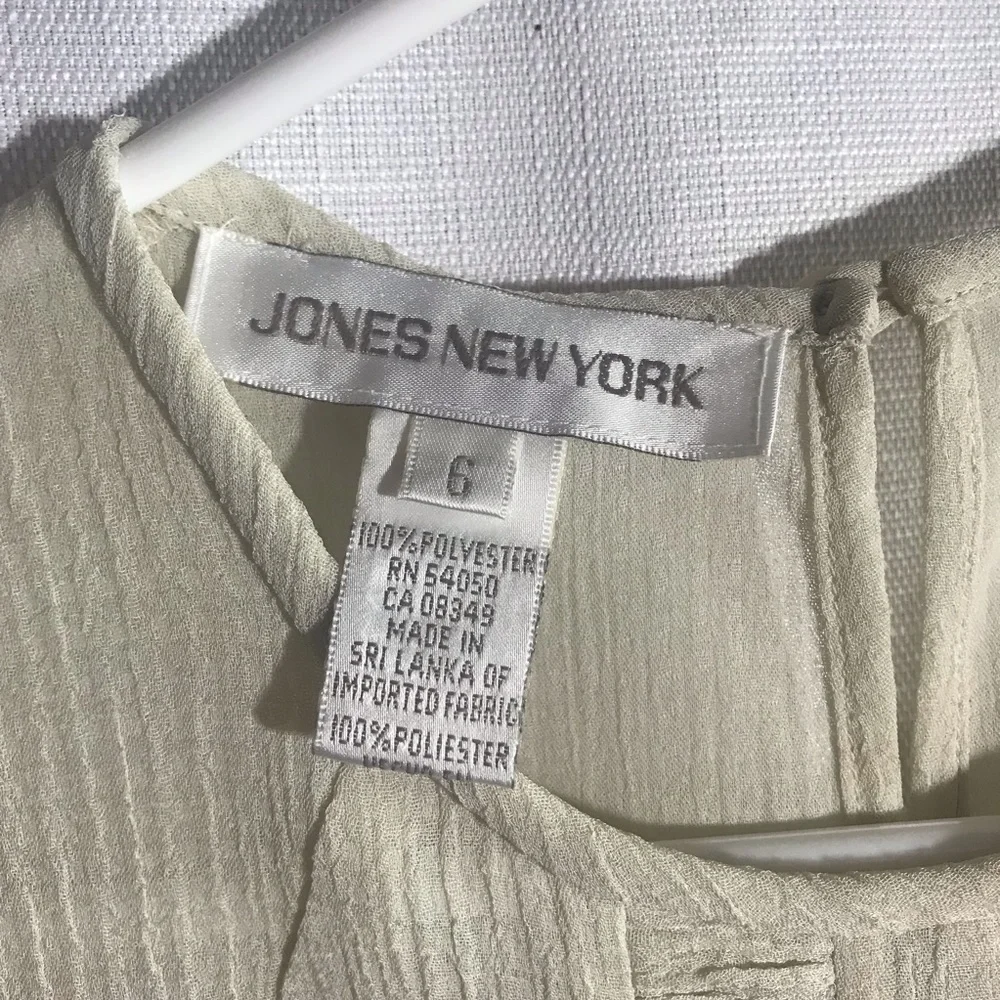 JONES NEW YORK
6
100% POLYESTER
RN 54050
CA 08349
MADE IN
SRI LANKA OF
IMPORTED FABRIC
100% POLIESTER